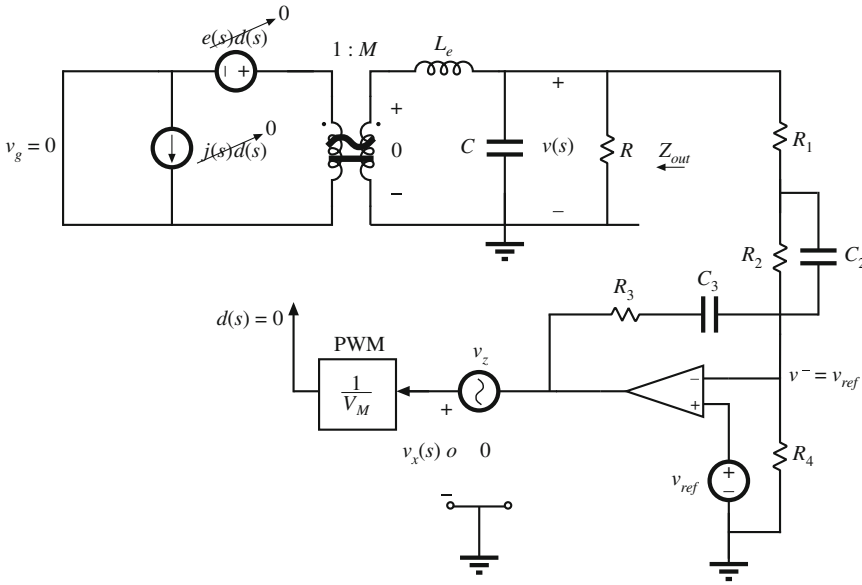 e(s)d(s) 0
1 : M
L_e
v_g = 0
j(s)d(s) 0
+
0
−
C
+
v(s)
−
R
Z_out
R_1
R_2
C_2
R_3
C_3
d(s) = 0
PWM
1/V_M
v_z
+
v_x(s) o 0
−
−
+
v^− = v_ref
R_4
v_ref
+
−